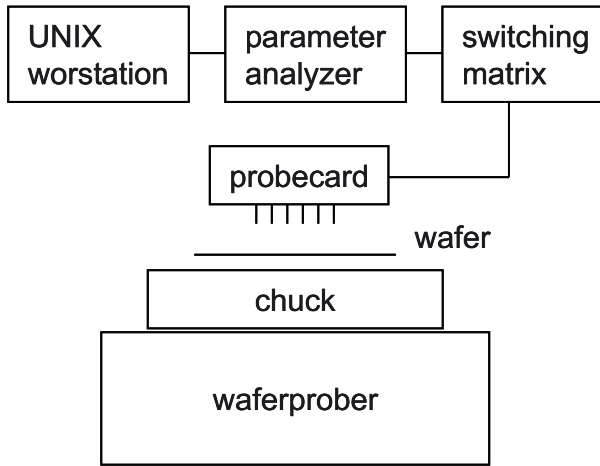 UNIX
worstation
parameter
analyzer
switching
matrix
probecard
wafer
chuck
waferprober